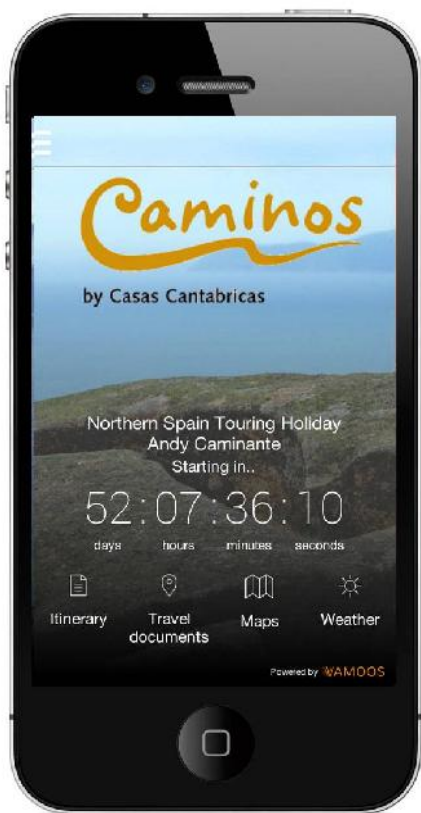 Caminos
by Casas Cantabricas
Northern Spain Touring Holiday
Andy Caminante
Starting in..
52:07:36:10
days hours minutes seconds
Itinerary Travel documents Maps Weather
Powered by VAMOOS